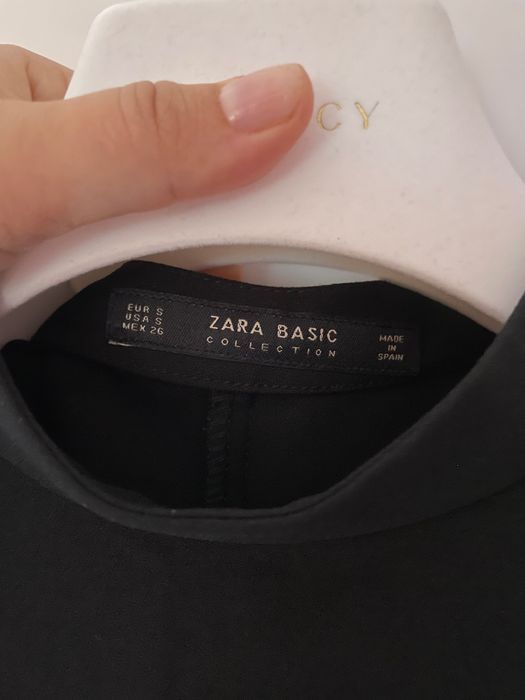 CY
EUR S
USA S
MEX 26
ZARA BASIC
COLLECTION
MADE
IN
SPAIN